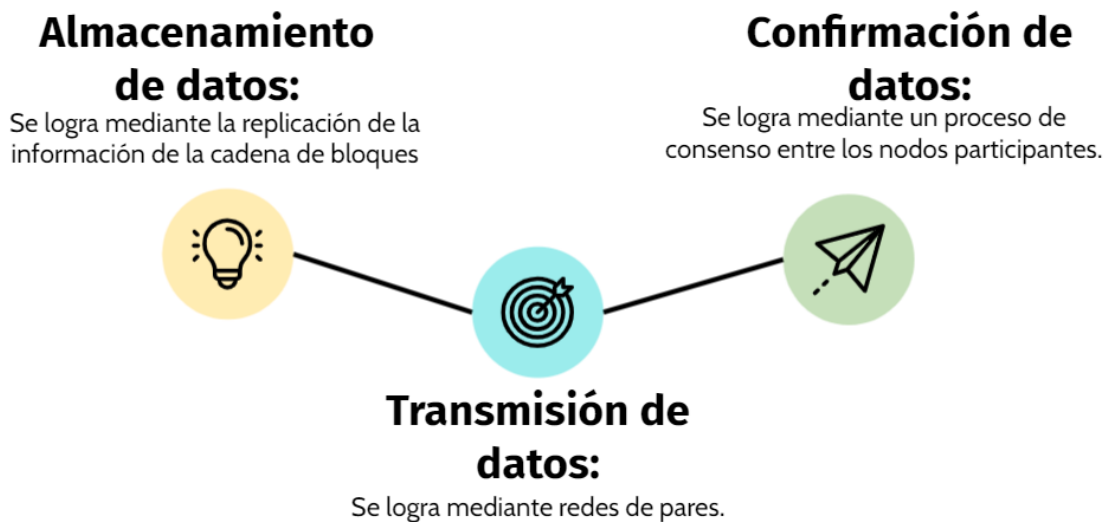 Almacenamiento
de datos:
Se logra mediante la replicación de la
información de la cadena de bloques
Confirmación de
datos:
Se logra mediante un proceso de
consenso entre los nodos participantes.
Transmisión de
datos:
Se logra mediante redes de pares.